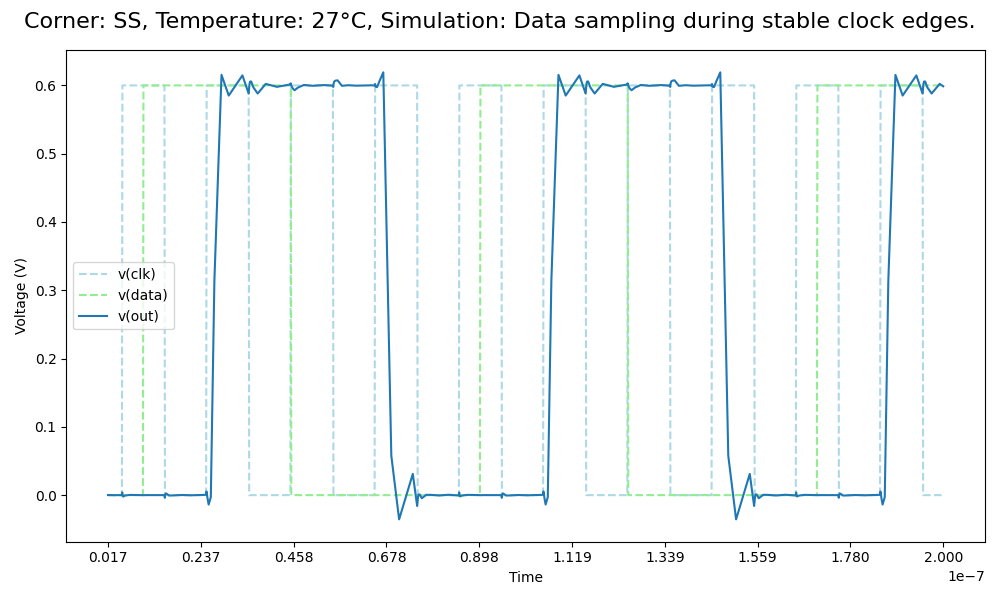 Corner: SS, Temperature: 27°C, Simulation: Data sampling during stable clock edges.
Voltage (V)
0.6
0.5
0.4
0.3
0.2
0.1
0.0
v(clk)
v(data)
v(out)
0.017 0.237 0.458 0.678 0.898 1.119 1.339 1.559 1.780 2.000
Time
1e−7